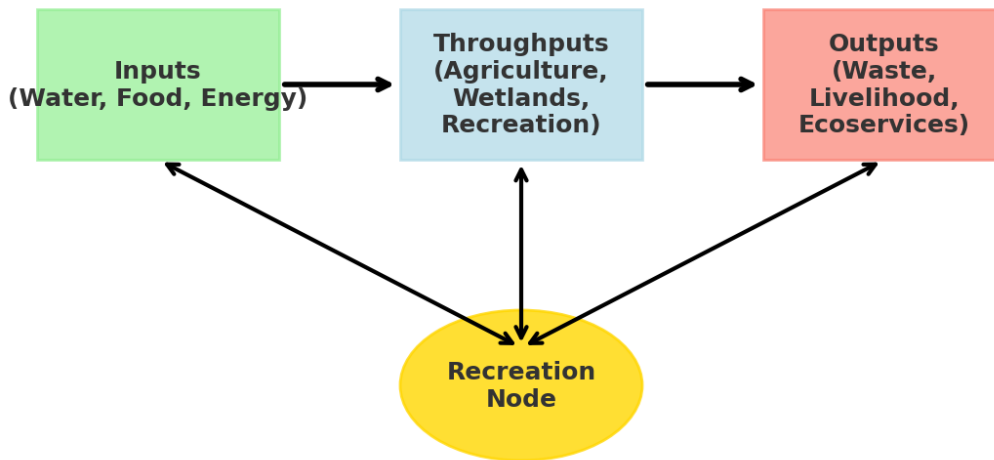 Inputs
(Water, Food, Energy)
Throughputs
(Agriculture,
Wetlands,
Recreation)
Outputs
(Waste,
Livelihood,
Ecoservices)
Recreation
Node